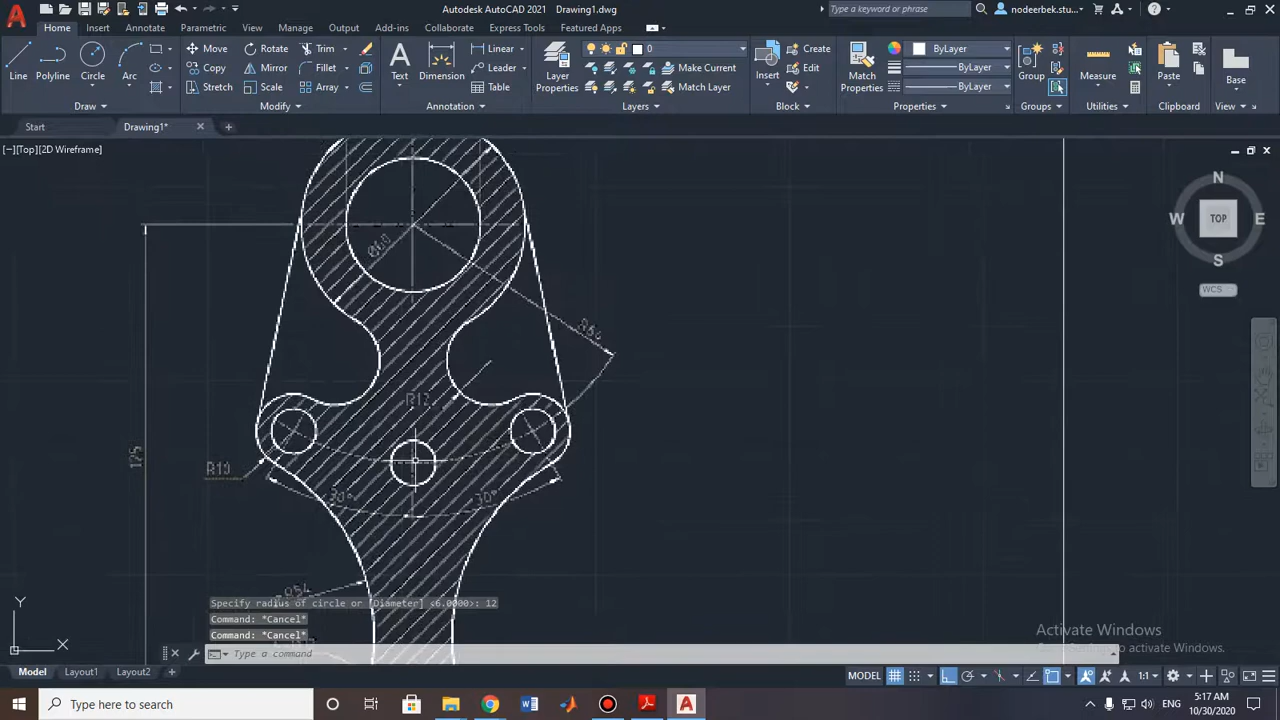 Autodesk AutoCAD 2021 Drawing1.dwg
Type a keyword or phrase
nodeerbek.stu...
Home Insert Annotate Parametric View Manage Output Add-ins Collaborate Express Tools Featured Apps
Line Polyline Circle Arc
Move Rotate Trim
Copy Mirror Fillet
Stretch Scale Array
Text Dimension
Linear
Leader
Table
Layer
Properties
0
Make Current
Match Layer
Insert
Create
Edit
Match
Properties
ByLayer
ByLayer
ByLayer
Group
Measure
Paste
Base
Draw Modify Annotation Layers Block Properties Groups Utilities Clipboard View
Start Drawing1*
[−][Top][2D Wireframe]
N
W TOP E
S
WCS
R64
R12
125
R10
30°
30°
R54
Specify radius of circle or [Diameter] <6.0000>: 12
Command: *Cancel*
Command: *Cancel*
Type a command
Y
X
Activate Windows
Model Layout1 Layout2
MODEL 1:1
Type here to search
ENG
5:17 AM
10/30/2020